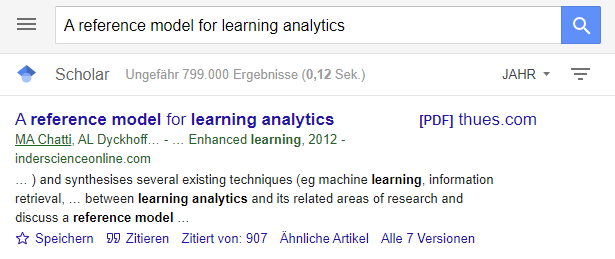 A reference model for learning analytics
Scholar Ungefähr 799.000 Ergebnisse (0,12 Sek.) JAHR
A reference model for learning analytics [PDF] thues.com
MA Chatti, AL Dyckhoff… - … Enhanced learning, 2012 -
inderscienceonline.com
… ) and synthesises several existing techniques (eg machine learning, information
retrieval, … between learning analytics and its related areas of research and
discuss a reference model …
Speichern Zitieren Zitiert von: 907 Ähnliche Artikel Alle 7 Versionen